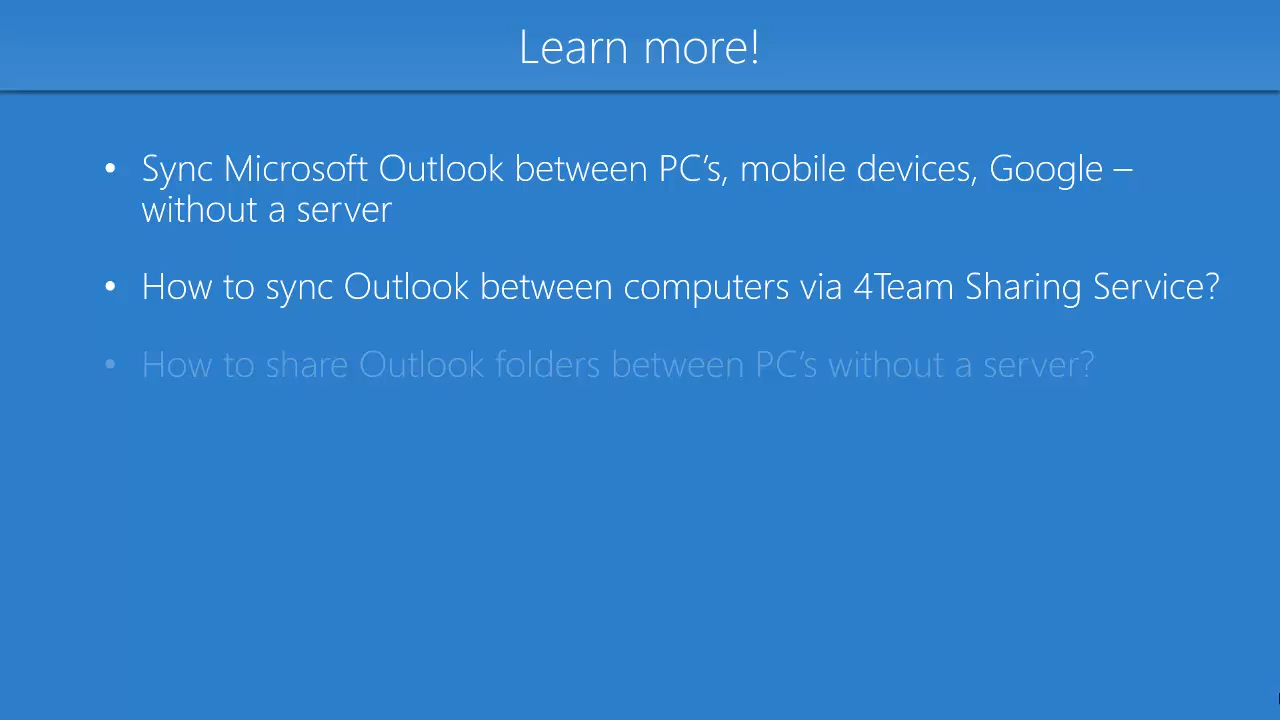 Learn more!
• Sync Microsoft Outlook between PC’s, mobile devices, Google –
without a server
• How to sync Outlook between computers via 4Team Sharing Service?
• How to share Outlook folders between PC’s without a server?